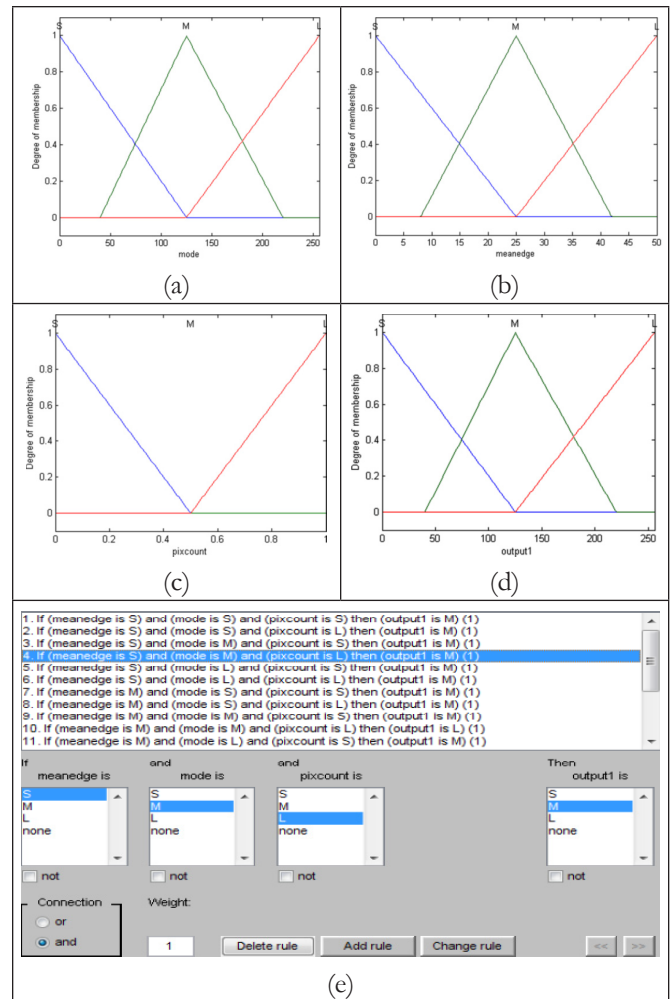 S M L
1
0.8
0.6
0.4
0.2
0
Degree of membership
0 50 100 150 200 250
mode
(a)
S M L
1
0.8
0.6
0.4
0.2
0
Degree of membership
0 5 10 15 20 25 30 35 40 45 50
meanedge
(b)
S M L
1
0.8
0.6
0.4
0.2
0
Degree of membership
0 0.2 0.4 0.6 0.8 1
pixcount
(c)
S M L
1
0.8
0.6
0.4
0.2
0
Degree of membership
0 50 100 150 200 250
output1
(d)
1. If (meanedge is S) and (mode is S) and (pixcount is S) then (output1 is M) (1)
2. If (meanedge is S) and (mode is S) and (pixcount is L) then (output1 is M) (1)
3. If (meanedge is S) and (mode is M) and (pixcount is S) then (output1 is M) (1)
4. If (meanedge is S) and (mode is M) and (pixcount is L) then (output1 is M) (1)
5. If (meanedge is S) and (mode is L) and (pixcount is S) then (output1 is M) (1)
6. If (meanedge is S) and (mode is L) and (pixcount is L) then (output1 is M) (1)
7. If (meanedge is M) and (mode is S) and (pixcount is S) then (output1 is M) (1)
8. If (meanedge is M) and (mode is S) and (pixcount is L) then (output1 is M) (1)
9. If (meanedge is M) and (mode is M) and (pixcount is S) then (output1 is M) (1)
10. If (meanedge is M) and (mode is M) and (pixcount is L) then (output1 is L) (1)
11. If (meanedge is M) and (mode is L) and (pixcount is S) then (output1 is M) (1)
If and and Then
meanedge is mode is pixcount is output1 is
S S S S
M M M M
L L L L
none none none none
not not not not
Connection Weight:
or
and 1 Delete rule Add rule Change rule << >>
(e)